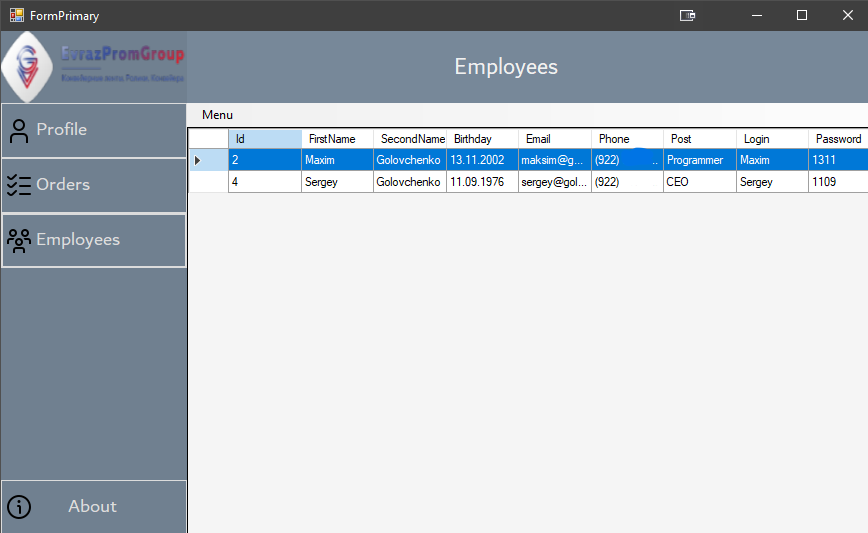 FormPrimary
EvrazPromGroup
Employees
Profile
Orders
Employees
About
Menu
Id FirstName SecondName Birthday Email Phone Post Login Password
2 Maxim Golovchenko 13.11.2002 maksim@g... (922) .. Programmer Maxim 1311
4 Sergey Golovchenko 11.09.1976 sergey@gol... (922) CEO Sergey 1109